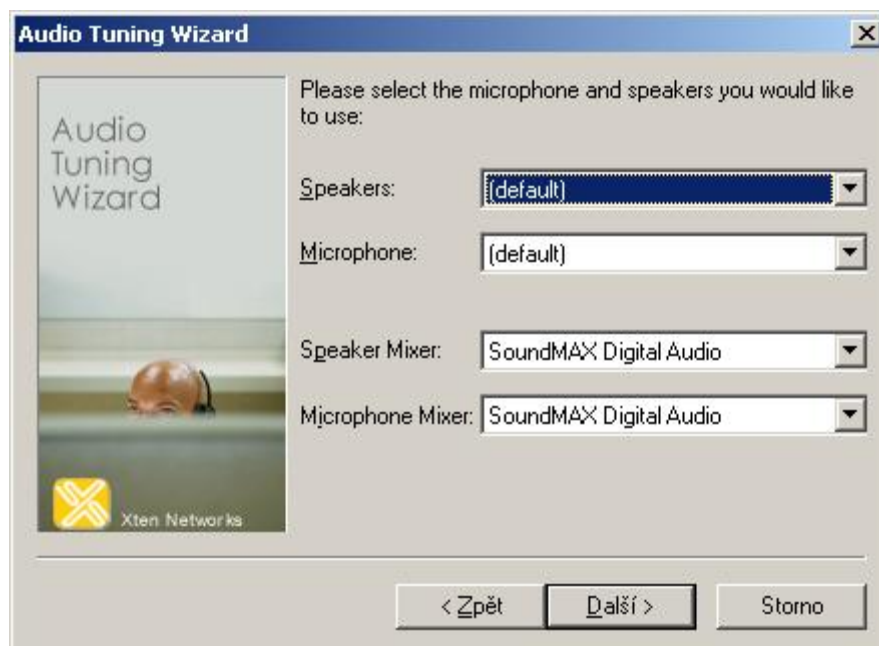 Audio Tuning Wizard
Audio
Tuning
Wizard
Xten Networks
Please select the microphone and speakers you would like
to use:
Speakers: (default)
Microphone: (default)
Speaker Mixer: SoundMAX Digital Audio
Microphone Mixer: SoundMAX Digital Audio
< Zpět Další > Storno